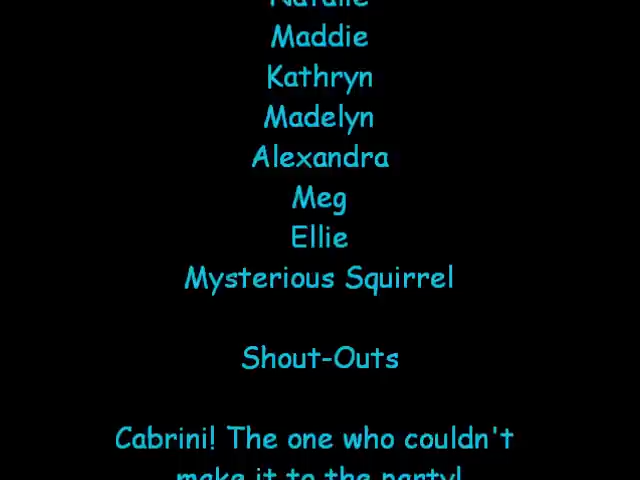 Natalie
Maddie
Kathryn
Madelyn
Alexandra
Meg
Ellie
Mysterious Squirrel
Shout-Outs
Cabrini! The one who couldn't
make it to the party!